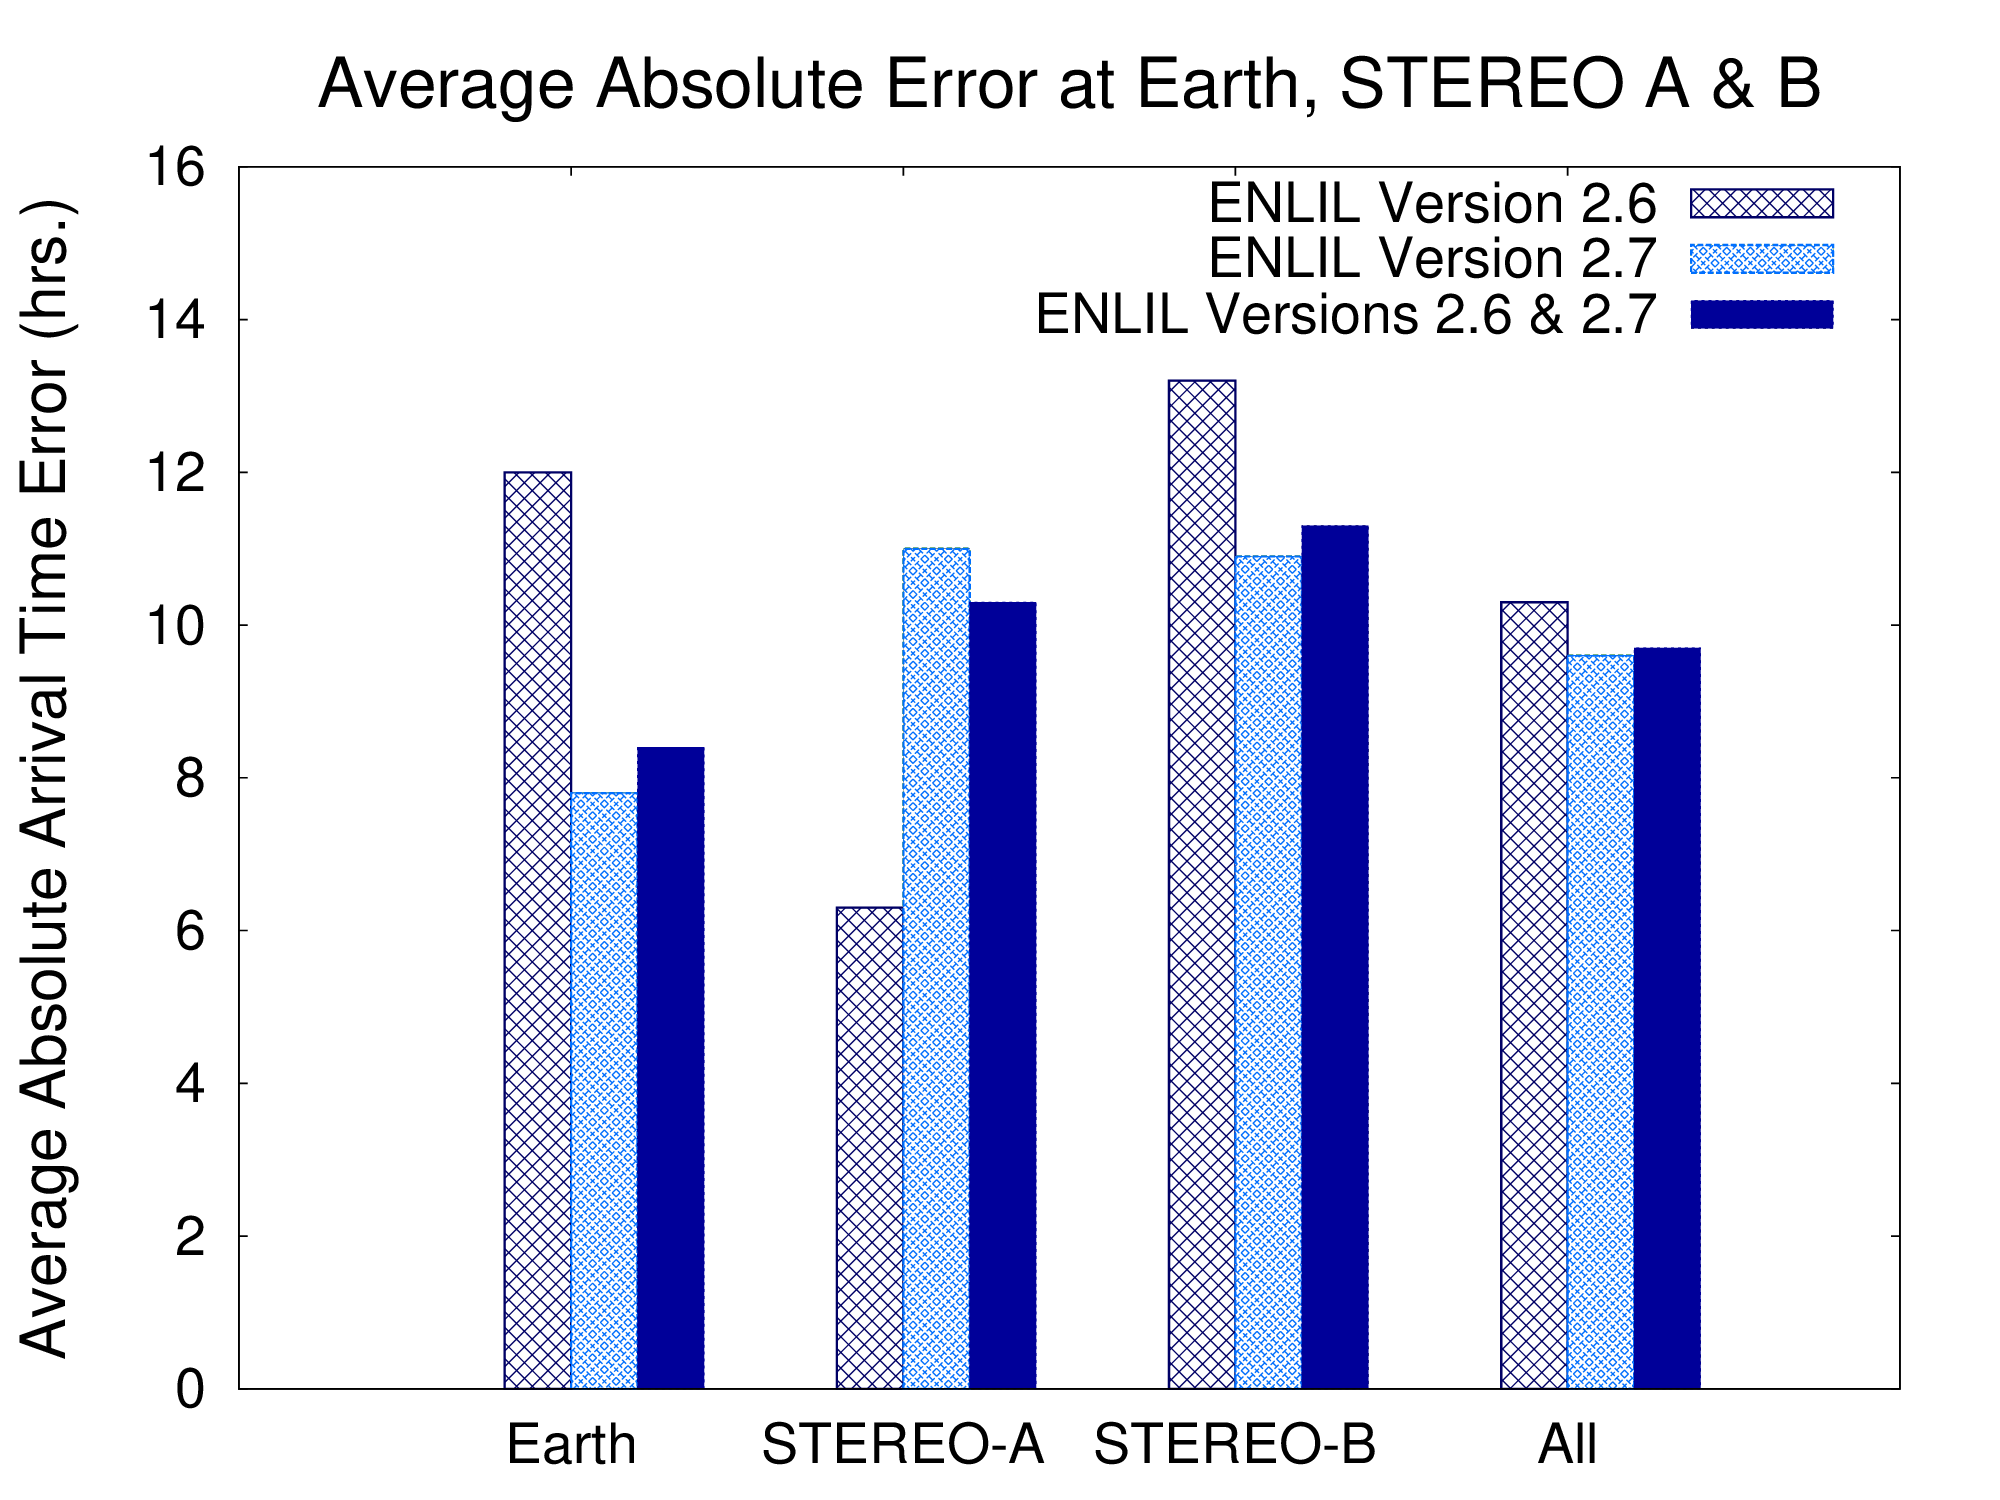 Average Absolute Error at Earth, STEREO A & B
Average Absolute Arrival Time Error (hrs.)
16
14
12
10
8
6
4
2
0
ENLIL Version 2.6
ENLIL Version 2.7
ENLIL Versions 2.6 & 2.7
Earth STEREO-A STEREO-B All